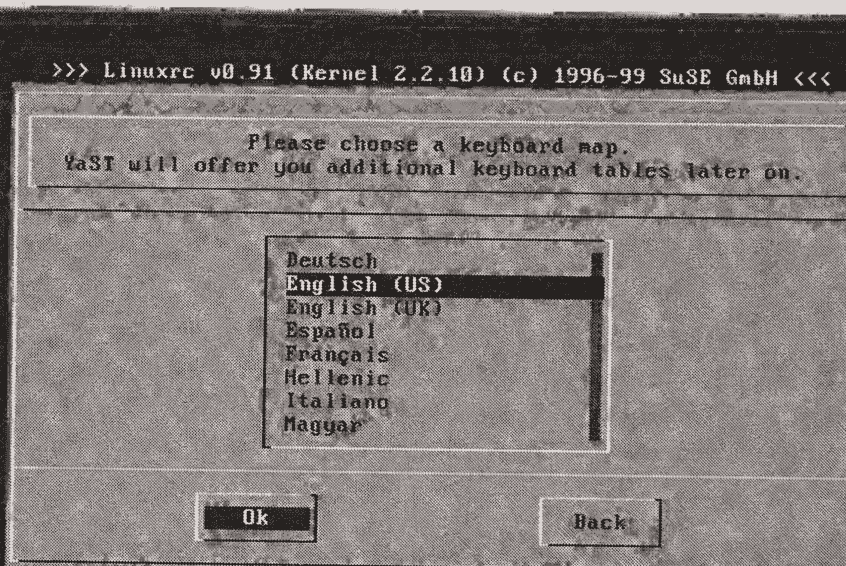 >>> Linuxrc v0.91 (Kernel 2.2.10) (c) 1996-99 SuSE GmbH <<<
Please choose a keyboard map.
YaST will offer you additional keyboard tables later on.
Deutsch
English (US)
English (UK)
Español
Français
Hellenic
Italiano
Magyar
Ok
Back